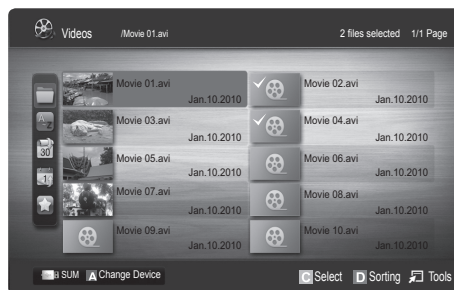 Videos /Movie 01.avi 2 files selected 1/1 Page
Movie 01.avi Movie 02.avi
Jan.10.2010 Jan.10.2010
Movie 03.avi Movie 04.avi
Jan.10.2010 Jan.10.2010
Movie 05.avi Movie 06.avi
Jan.10.2010 Jan.10.2010
Movie 07.avi Movie 08.avi
Jan.10.2010 Jan.10.2010
Movie 09.avi Movie 10.avi
Jan.10.2010 Jan.10.2010
A
Z
30
1
SUM A Change Device C Select D Sorting Tools